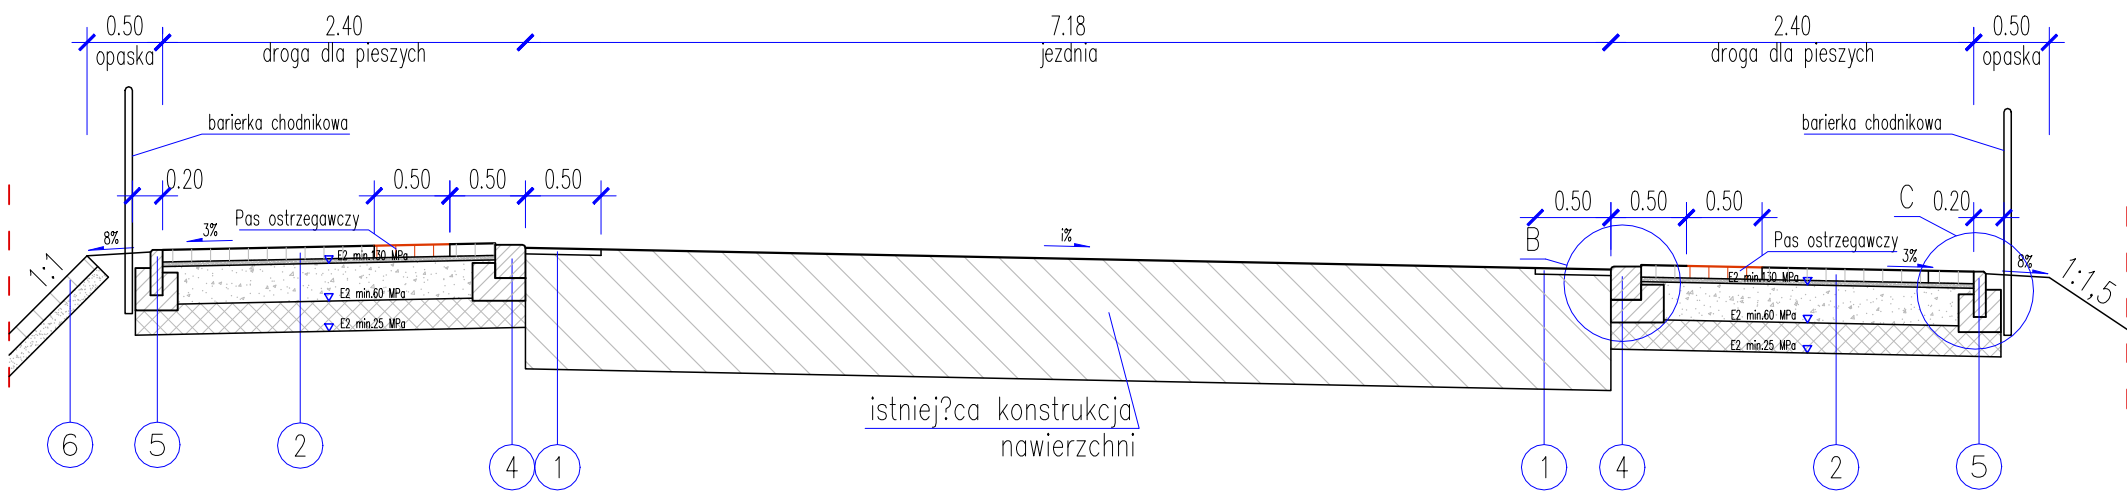 0.50
2.40
7.18
2.40
0.50
opaska
droga dla pieszych
jezdnia
droga dla pieszych
opaska
barierka chodnikowa
barierka chodnikowa
0.20
0.50
0.50
0.50
0.50
0.50
0.50
C
0.20
Pas ostrzegawczy
3%
8%
i%
B
Pas ostrzegawczy
3%
8%
1:1
E2 min.130 MPa
E2 min.60 MPa
E2 min.25 MPa
E2 min.130 MPa
E2 min.60 MPa
E2 min.25 MPa
1:1,5
istniej?ca konstrukcja
nawierzchni
6
5
2
4
1
1
4
2
5